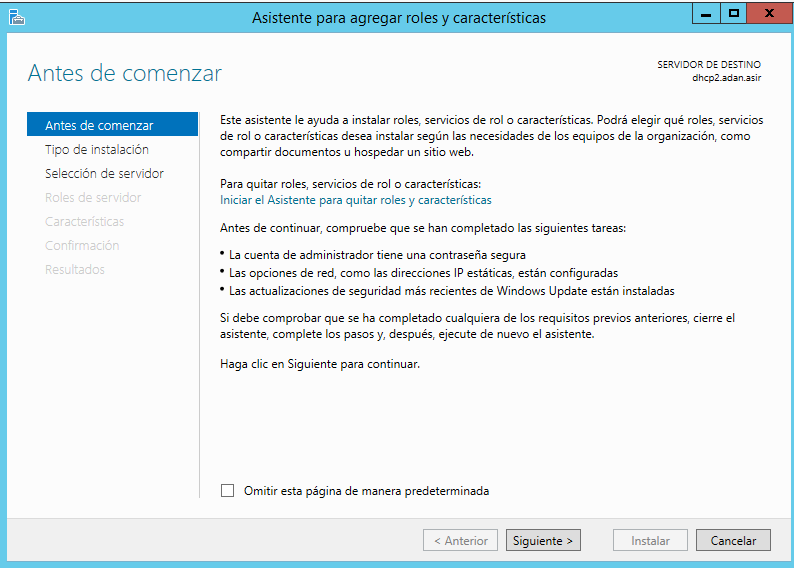 Asistente para agregar roles y características
Antes de comenzar
SERVIDOR DE DESTINO
dhcp2.adan.asir
Antes de comenzar
Tipo de instalación
Selección de servidor
Roles de servidor
Características
Confirmación
Resultados
Este asistente le ayuda a instalar roles, servicios de rol o características. Podrá elegir qué roles, servicios
de rol o características desea instalar según las necesidades de los equipos de la organización, como
compartir documentos u hospedar un sitio web.
Para quitar roles, servicios de rol o características:
Iniciar el Asistente para quitar roles y características
Antes de continuar, compruebe que se han completado las siguientes tareas:
• La cuenta de administrador tiene una contraseña segura
• Las opciones de red, como las direcciones IP estáticas, están configuradas
• Las actualizaciones de seguridad más recientes de Windows Update están instaladas
Si debe comprobar que se ha completado cualquiera de los requisitos previos anteriores, cierre el
asistente, complete los pasos y, después, ejecute de nuevo el asistente.
Haga clic en Siguiente para continuar.
Omitir esta página de manera predeterminada
< Anterior
Siguiente >
Instalar
Cancelar